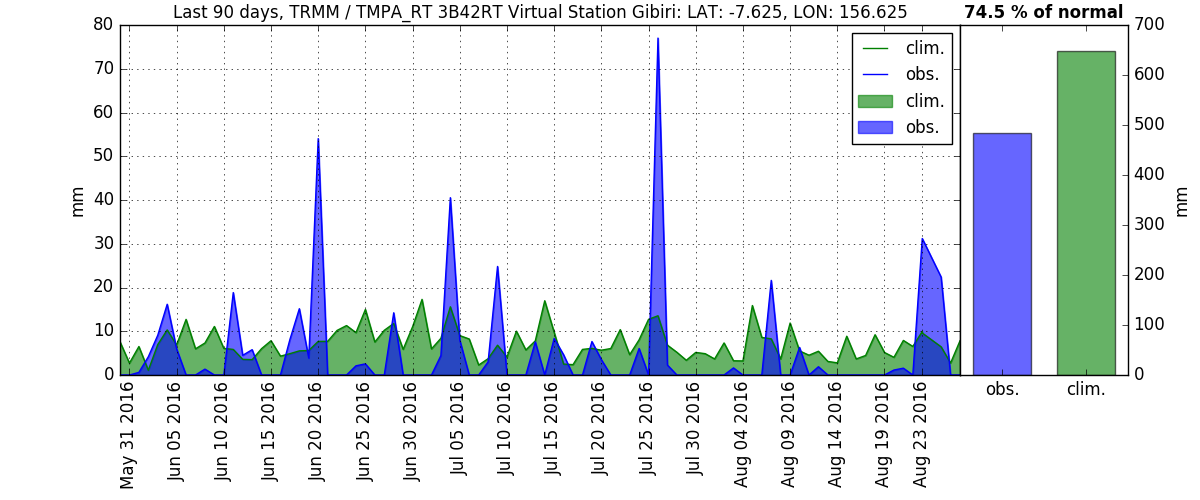 Last 90 days, TRMM / TMPA_RT 3B42RT Virtual Station Gibiri: LAT: -7.625, LON: 156.625
74.5 % of normal
80
70
60
50
40
30
20
10
0
mm
clim.
obs.
clim.
obs.
700
600
500
400
300
200
100
0
mm
May 31 2016
Jun 05 2016
Jun 10 2016
Jun 15 2016
Jun 20 2016
Jun 25 2016
Jun 30 2016
Jul 05 2016
Jul 10 2016
Jul 15 2016
Jul 20 2016
Jul 25 2016
Jul 30 2016
Aug 04 2016
Aug 09 2016
Aug 14 2016
Aug 19 2016
Aug 23 2016
obs.
clim.